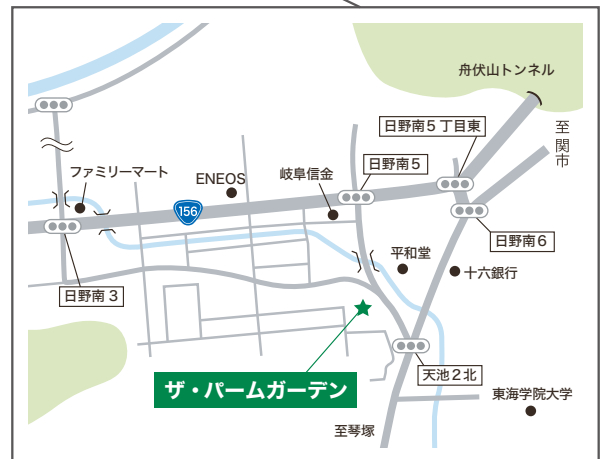 舟伏山トンネル
日野南5丁目東
至関市
日野南5
岐阜信金
ENEOS
ファミリーマート
156
日野南6
平和堂
十六銀行
日野南3
天池2北
ザ・パームガーデン
東海学院大学
至琴塚